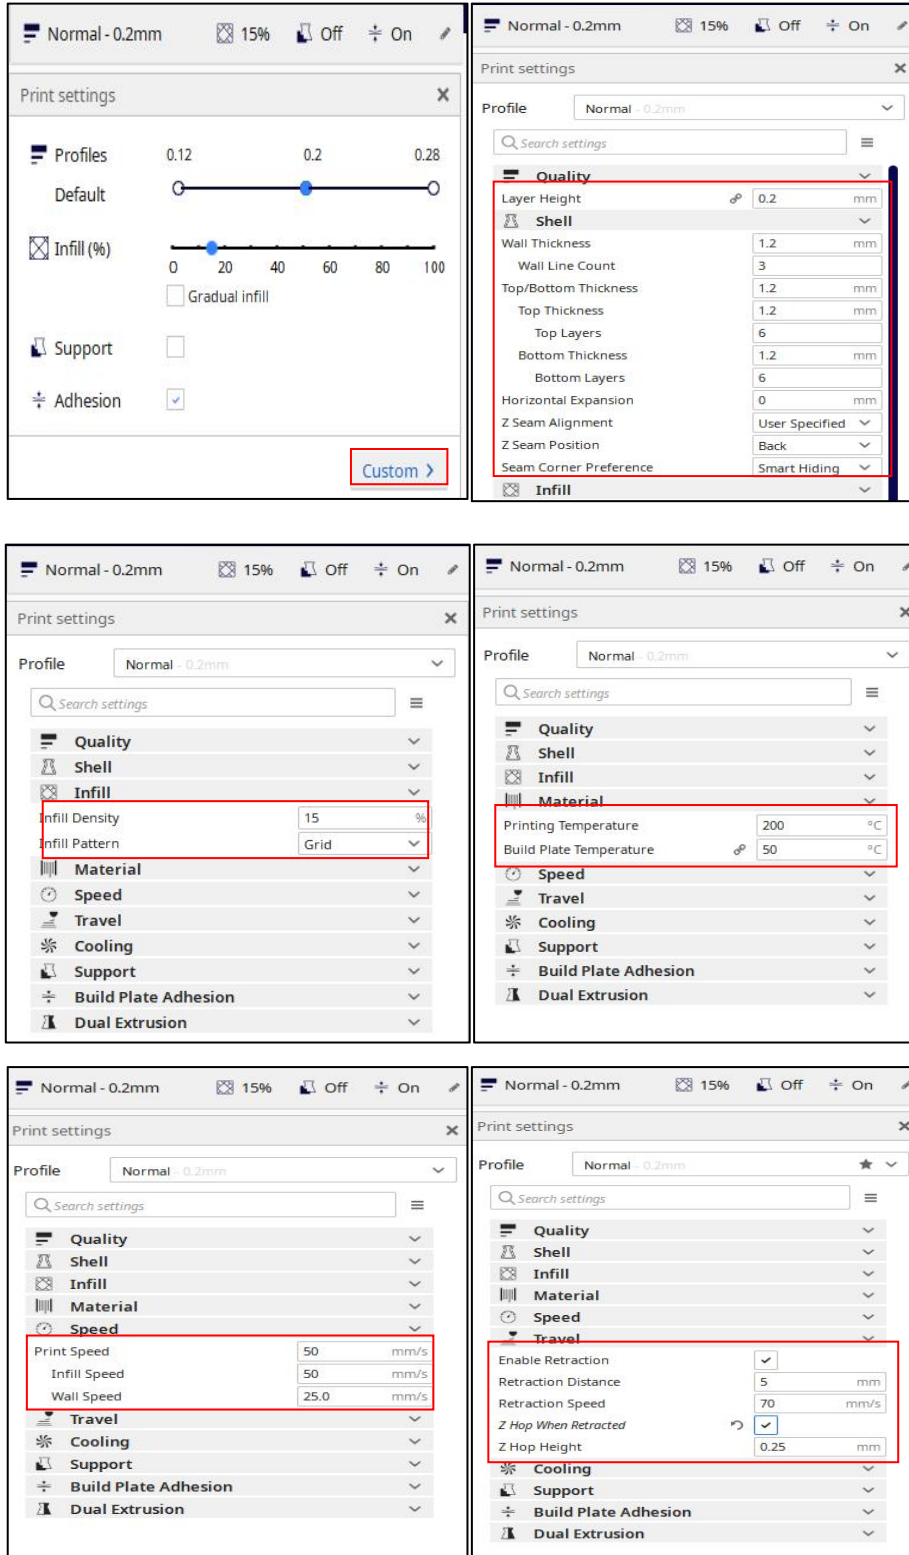 Normal - 0.2mm 15% Off On
Print settings
Profiles 0.12 0.2 0.28
Default
Infill (%)
0 20 40 60 80 100
Gradual infill
Support
Adhesion
Custom
Normal - 0.2mm 15% Off On
Print settings
Profile Normal - 0.2mm
Search settings
Quality
Layer Height 0.2 mm
Shell
Wall Thickness 1.2 mm
Wall Line Count 3
Top/Bottom Thickness 1.2 mm
Top Thickness 1.2 mm
Top Layers 6
Bottom Thickness 1.2 mm
Bottom Layers 6
Horizontal Expansion 0 mm
Z Seam Alignment User Specified
Z Seam Position Back
Seam Corner Preference Smart Hiding
Infill
Normal - 0.2mm 15% Off On
Print settings
Profile Normal - 0.2mm
Search settings
Quality
Shell
Infill
Infill Density 15 %
Infill Pattern Grid
Material
Speed
Travel
Cooling
Support
Build Plate Adhesion
Dual Extrusion
Normal - 0.2mm 15% Off On
Print settings
Profile Normal - 0.2mm
Search settings
Quality
Shell
Infill
Material
Printing Temperature 200 °C
Build Plate Temperature 50 °C
Speed
Travel
Cooling
Support
Build Plate Adhesion
Dual Extrusion
Normal - 0.2mm 15% Off On
Print settings
Profile Normal - 0.2mm
Search settings
Quality
Shell
Infill
Material
Speed
Print Speed 50 mm/s
Infill Speed 50 mm/s
Wall Speed 25.0 mm/s
Travel
Cooling
Support
Build Plate Adhesion
Dual Extrusion
Normal - 0.2mm 15% Off On
Print settings
Profile Normal - 0.2mm
Search settings
Quality
Shell
Infill
Material
Speed
Travel
Enable Retraction
Retraction Distance 5 mm
Retraction Speed 70 mm/s
Z Hop When Retracted
Z Hop Height 0.25 mm
Cooling
Support
Build Plate Adhesion
Dual Extrusion